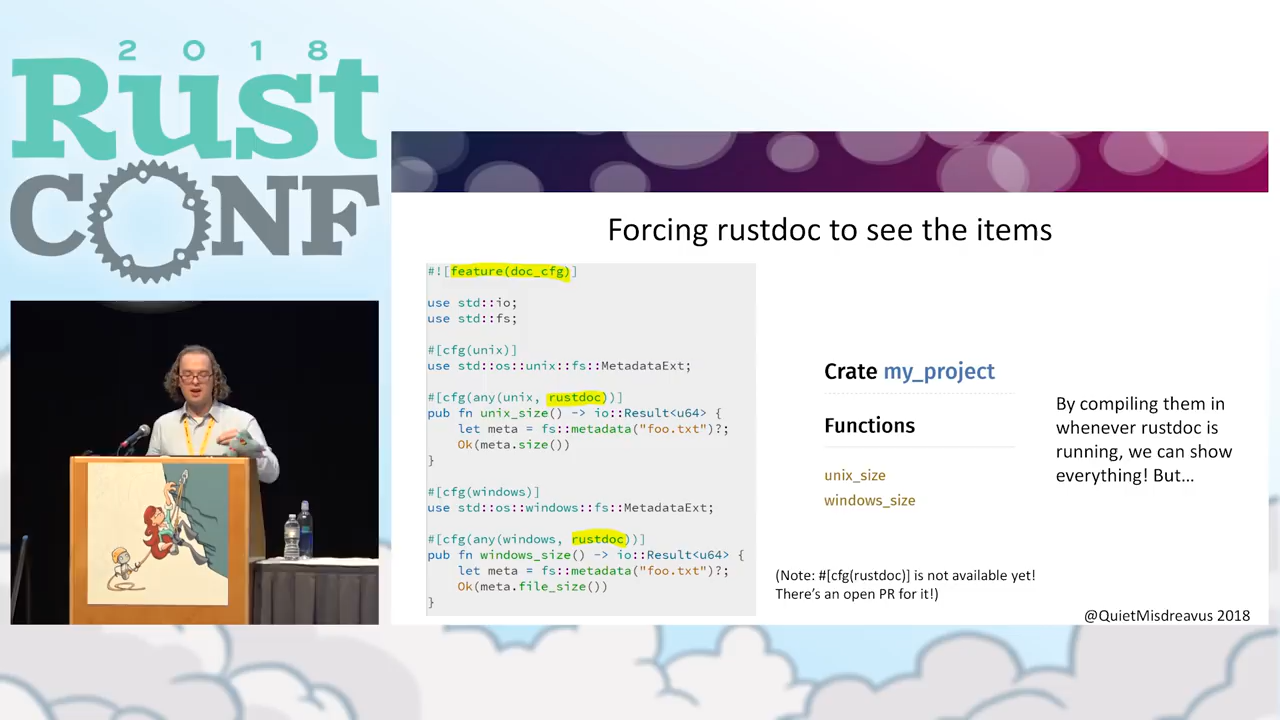 2018
Rust
CONF
Forcing rustdoc to see the items
#![feature(doc_cfg)]
use std::io;
use std::fs;
#[cfg(unix)]
use std::os::unix::fs::MetadataExt;
#[cfg(any(unix, rustdoc))]
pub fn unix_size() -> io::Result<u64> {
    let meta = fs::metadata("foo.txt")?;
    Ok(meta.size())
}
#[cfg(windows)]
use std::os::windows::fs::MetadataExt;
#[cfg(any(windows, rustdoc))]
pub fn windows_size() -> io::Result<u64> {
    let meta = fs::metadata("foo.txt")?;
    Ok(meta.file_size())
}
Crate my_project
Functions
unix_size
windows_size
By compiling them in
whenever rustdoc is
running, we can show
everything! But...
(Note: #[cfg(rustdoc)] is not available yet!
There's an open PR for it!)
@QuietMisdreavus 2018